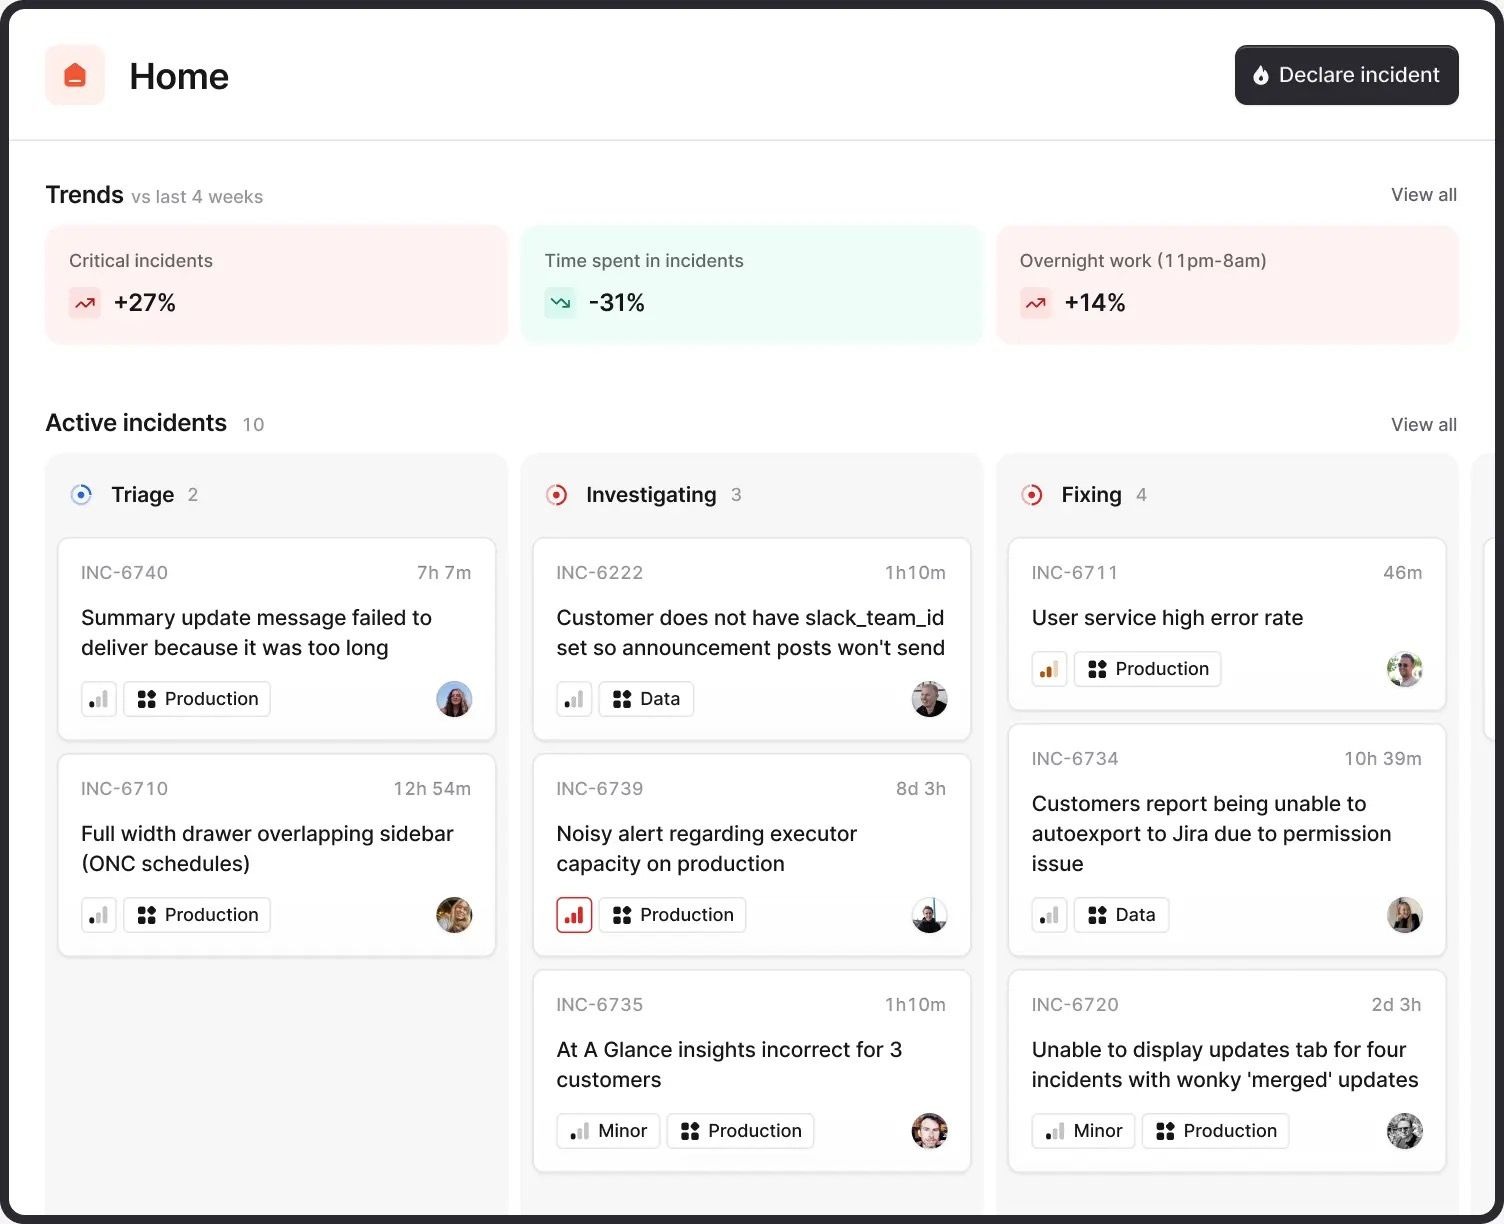 Home
Declare incident
Trends vs last 4 weeks
View all
Critical incidents
+27%
Time spent in incidents
-31%
Overnight work (11pm-8am)
+14%
Active incidents 10
View all
Triage 2
INC-6740 7h 7m
Summary update message failed to
deliver because it was too long
Production
INC-6710 12h 54m
Full width drawer overlapping sidebar
(ONC schedules)
Production
Investigating 3
INC-6222 1h10m
Customer does not have slack_team_id
set so announcement posts won't send
Data
INC-6739 8d 3h
Noisy alert regarding executor
capacity on production
Production
INC-6735 1h10m
At A Glance insights incorrect for 3
customers
Minor Production
Fixing 4
INC-6711 46m
User service high error rate
Production
INC-6734 10h 39m
Customers report being unable to
autoexport to Jira due to permission
issue
Data
INC-6720 2d 3h
Unable to display updates tab for four
incidents with wonky 'merged' updates
Minor Production